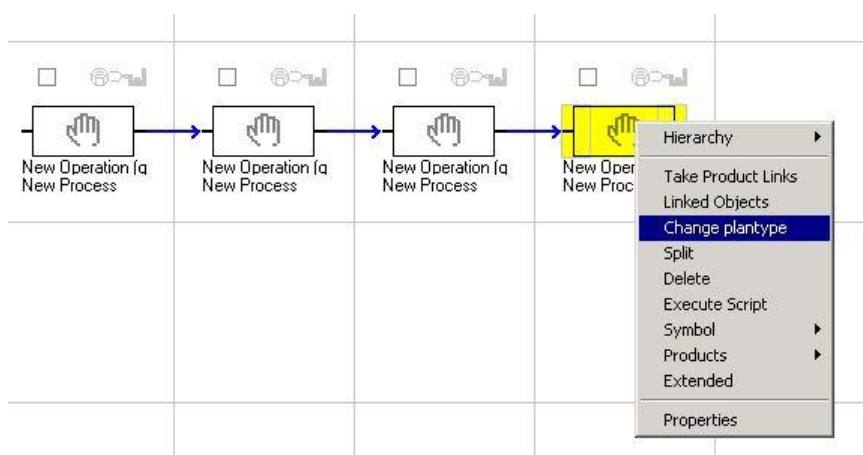 New Operation (q
New Process
New Operation (q
New Process
New Operation (q
New Process
New Oper
New Proc
Hierarchy
Take Product Links
Linked Objects
Change plantype
Split
Delete
Execute Script
Symbol
Products
Extended
Properties